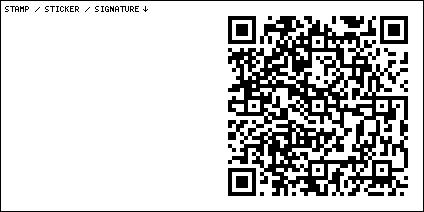 STAMP / STICKER / SIGNATURE ↓